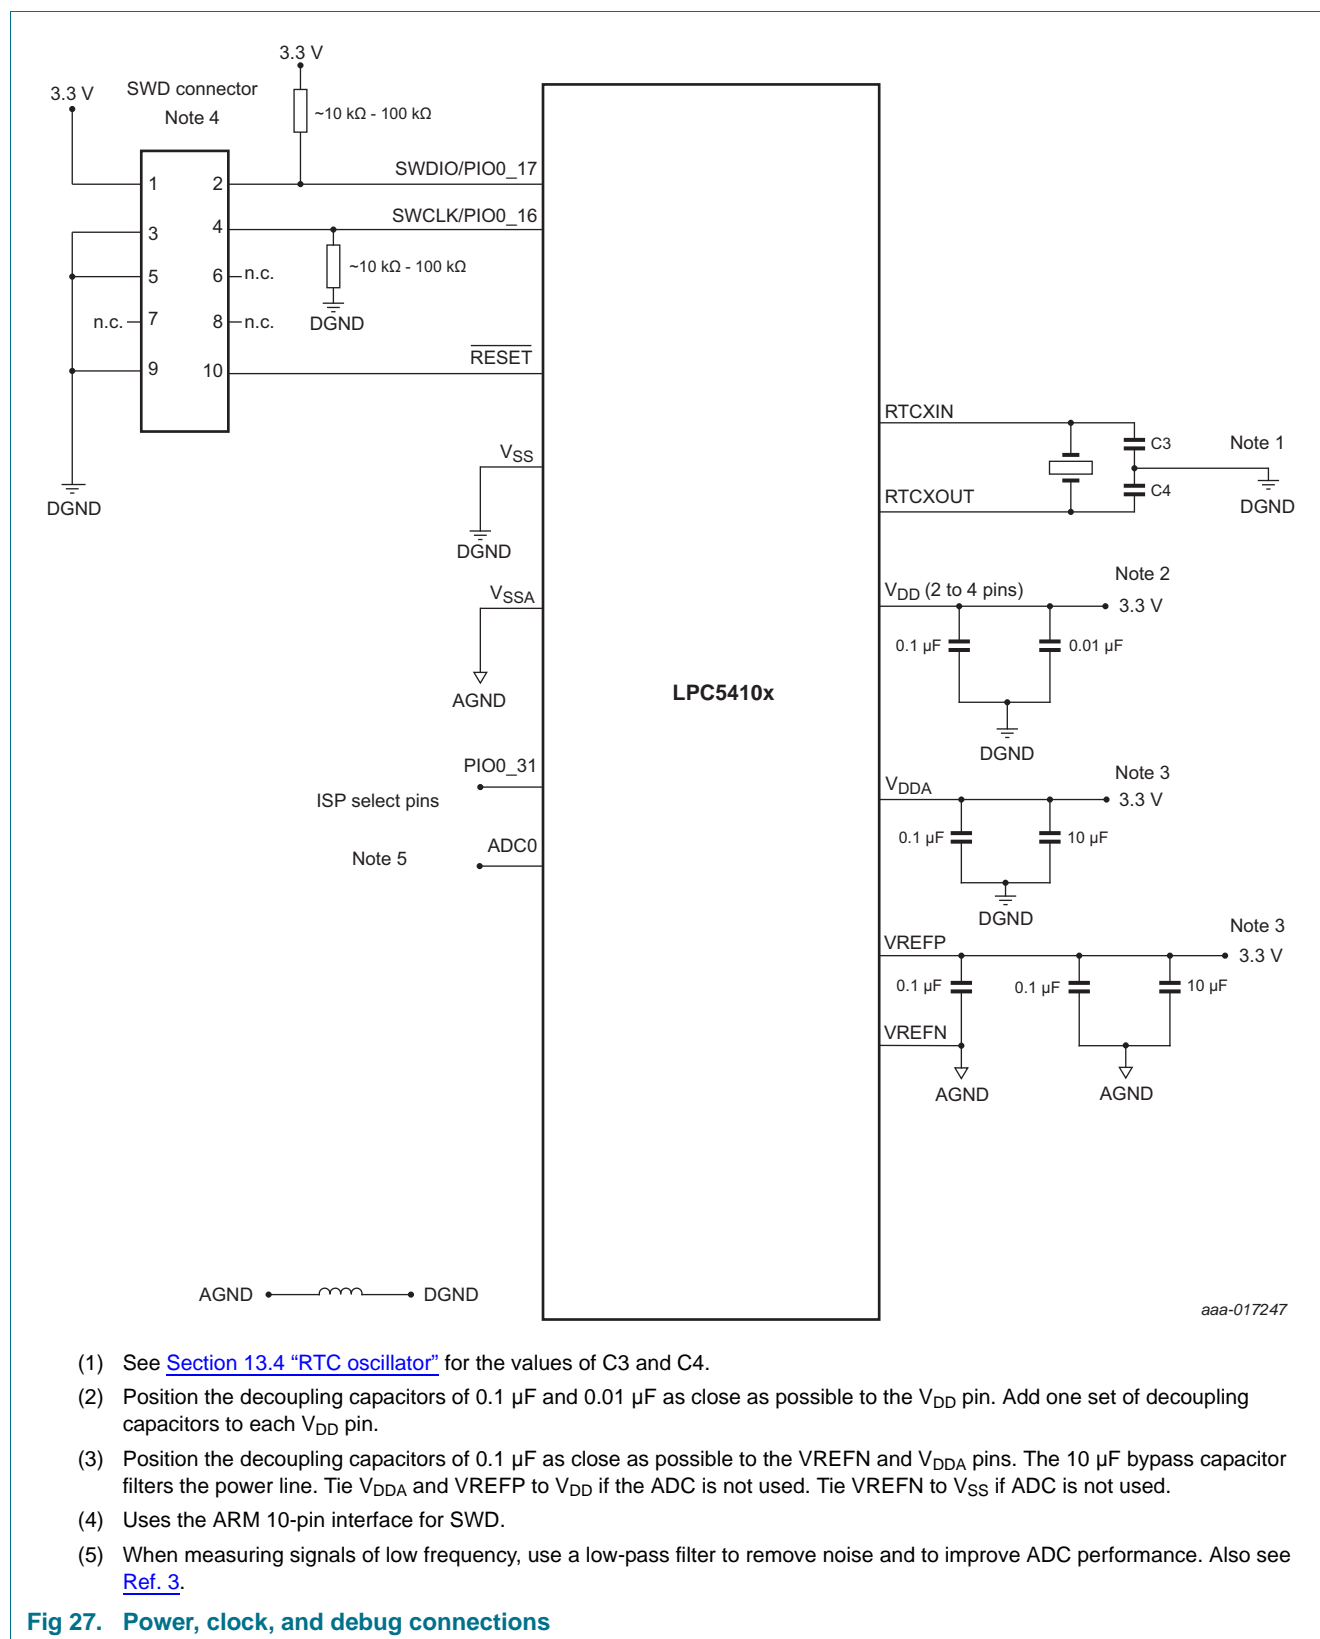 3.3 V
3.3 V
SWD connector
Note 4
~10 kΩ - 100 kΩ
1
2
SWDIO/PIO0_17
3
4
SWCLK/PIO0_16
5
6
n.c.
~10 kΩ - 100 kΩ
n.c.
7
8
n.c.
DGND
9
10
RESET
DGND
VSS
DGND
VSSA
AGND
PIO0_31
ISP select pins
ADC0
Note 5
LPC5410x
RTCXIN
C3
Note 1
RTCXOUT
C4
DGND
Note 2
VDD (2 to 4 pins)
3.3 V
0.1 µF
0.01 µF
DGND
Note 3
VDDA
3.3 V
0.1 µF
10 µF
DGND
Note 3
VREFP
3.3 V
0.1 µF
0.1 µF
10 µF
VREFN
AGND
AGND
AGND
DGND
aaa-017247
(1) See Section 13.4 “RTC oscillator” for the values of C3 and C4.
(2) Position the decoupling capacitors of 0.1 µF and 0.01 µF as close as possible to the VDD pin. Add one set of decoupling
capacitors to each VDD pin.
(3) Position the decoupling capacitors of 0.1 µF as close as possible to the VREFN and VDDA pins. The 10 µF bypass capacitor
filters the power line. Tie VDDA and VREFP to VDD if the ADC is not used. Tie VREFN to VSS if ADC is not used.
(4) Uses the ARM 10-pin interface for SWD.
(5) When measuring signals of low frequency, use a low-pass filter to remove noise and to improve ADC performance. Also see
Ref. 3.
Fig 27. Power, clock, and debug connections